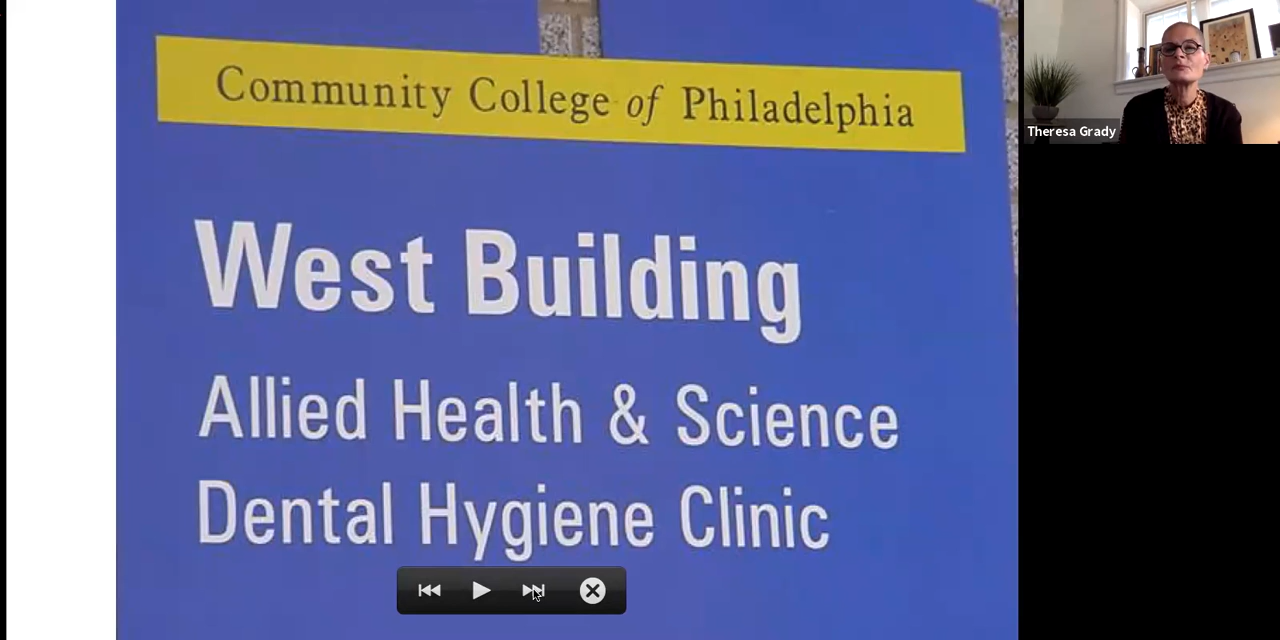 Community College of Philadelphia
West Building
Allied Health & Science
Dental Hygiene Clinic
Theresa Grady